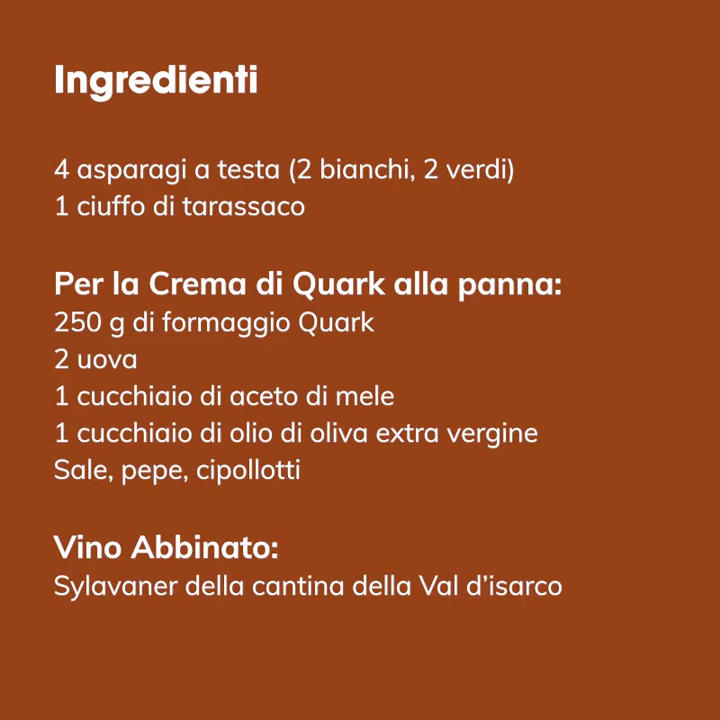 Ingredienti
4 asparagi a testa (2 bianchi, 2 verdi)
1 ciuffo di tarassaco
Per la Crema di Quark alla panna:
250 g di formaggio Quark
2 uova
1 cucchiaio di aceto di mele
1 cucchiaio di olio di oliva extra vergine
Sale, pepe, cipollotti
Vino Abbinato:
Sylavaner della cantina della Val d’isarco